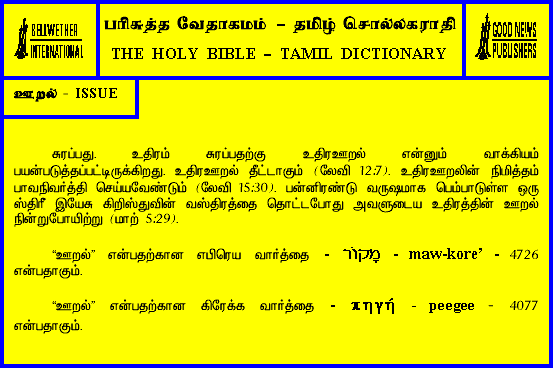 BELLWETHER
INTERNATIONAL
பரிசுத்த வேதாகமம் – தமிழ் சொல்லகராதி
THE HOLY BIBLE – TAMIL DICTIONARY
GOOD NEWS
PUBLISHERS
ஊறல் - ISSUE
சுரப்பது. உதிரம் சுரப்பதற்கு உதிரஊறல் என்னும் வாக்கியம்
பயன்படுத்தப்பட்டிருக்கிறது. உதிரஊறல் தீட்டாகும் (லேவி 12:7). உதிரஊறலின் நிமித்தம்
பாவநிவர்த்தி செய்யவேண்டும் (லேவி 15:30). பன்னிரண்டு வருஷமாக பெம்பாடுள்ள ஒரு
ஸ்திரீ இயேசு கிறிஸ்துவின் வஸ்திரத்தை தொட்டபோது அவளுடைய உதிரத்தின் ஊறல்
நின்றுபோயிற்று (மாற் 5:29).
“ஊறல்” என்பதற்கான எபிரெய வார்த்தை - מָקוֹר - maw-kore’ - 4726
என்பதாகும்.
“ஊறல்” என்பதற்கான கிரேக்க வார்த்தை - πηγή - peegee - 4077
என்பதாகும்.